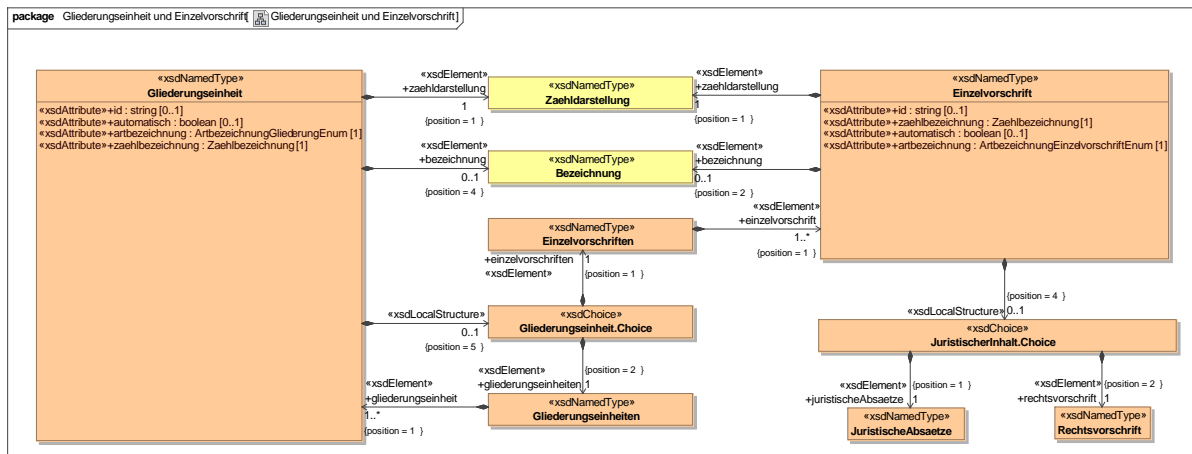 package Gliederungseinheit und Einzelvorschrift[ Gliederungseinheit und Einzelvorschrift]
«xsdNamedType»
Gliederungseinheit
«xsdAttribute»+id : string [0..1]
«xsdAttribute»+automatisch : boolean [0..1]
«xsdAttribute»+artbezeichnung : ArtbezeichnungGliederungEnum [1]
«xsdAttribute»+zaehlbezeichnung : Zaehlbezeichnung [1]
«xsdElement»
+zaehldarstellung
1
{position = 1 }
«xsdNamedType»
Zaehldarstellung
«xsdElement»
+zaehldarstellung
1
{position = 1 }
«xsdNamedType»
Einzelvorschrift
«xsdAttribute»+id : string [0..1]
«xsdAttribute»+zaehlbezeichnung : Zaehlbezeichnung [1]
«xsdAttribute»+automatisch : boolean [0..1]
«xsdAttribute»+artbezeichnung : ArtbezeichnungEinzelvorschriftEnum [1]
«xsdElement»
+bezeichnung
0..1
{position = 4 }
«xsdNamedType»
Bezeichnung
«xsdElement»
+bezeichnung
0..1
{position = 2 }
«xsdNamedType»
Einzelvorschriften
«xsdElement»
+einzelvorschrift
1..*
{position = 1 }
+einzelvorschriften 1
«xsdElement»
{position = 1 }
«xsdLocalStructure»
0..1
{position = 5 }
«xsdChoice»
Gliederungseinheit.Choice
{position = 4 }
«xsdLocalStructure» 0..1
«xsdChoice»
JuristischerInhalt.Choice
«xsdElement»
+gliederungseinheiten 1
{position = 2 }
«xsdElement»
+gliederungseinheit
1..*
{position = 1 }
«xsdNamedType»
Gliederungseinheiten
«xsdElement»
+juristischeAbsaetze 1
{position = 1 }
«xsdElement»
+rechtsvorschrift 1
{position = 2 }
«xsdNamedType»
JuristischeAbsaetze
«xsdNamedType»
Rechtsvorschrift